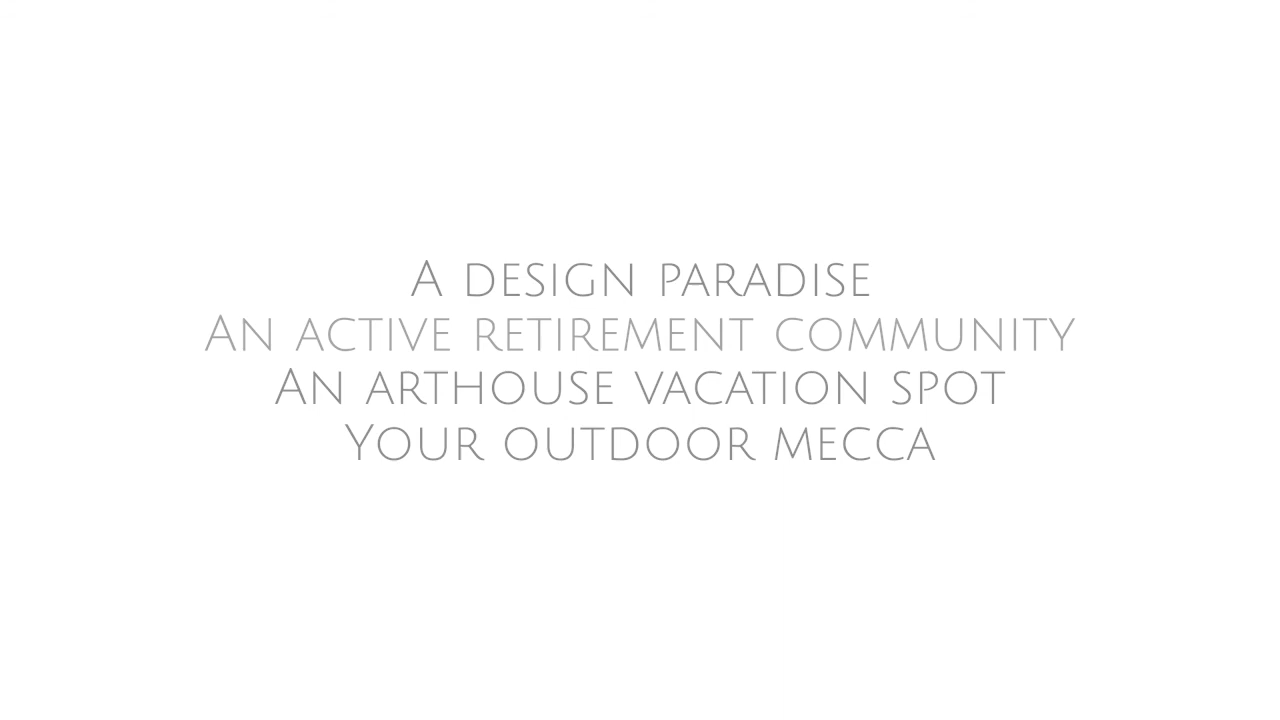 A design paradise
An active retirement community
An arthouse vacation spot
Your outdoor mecca